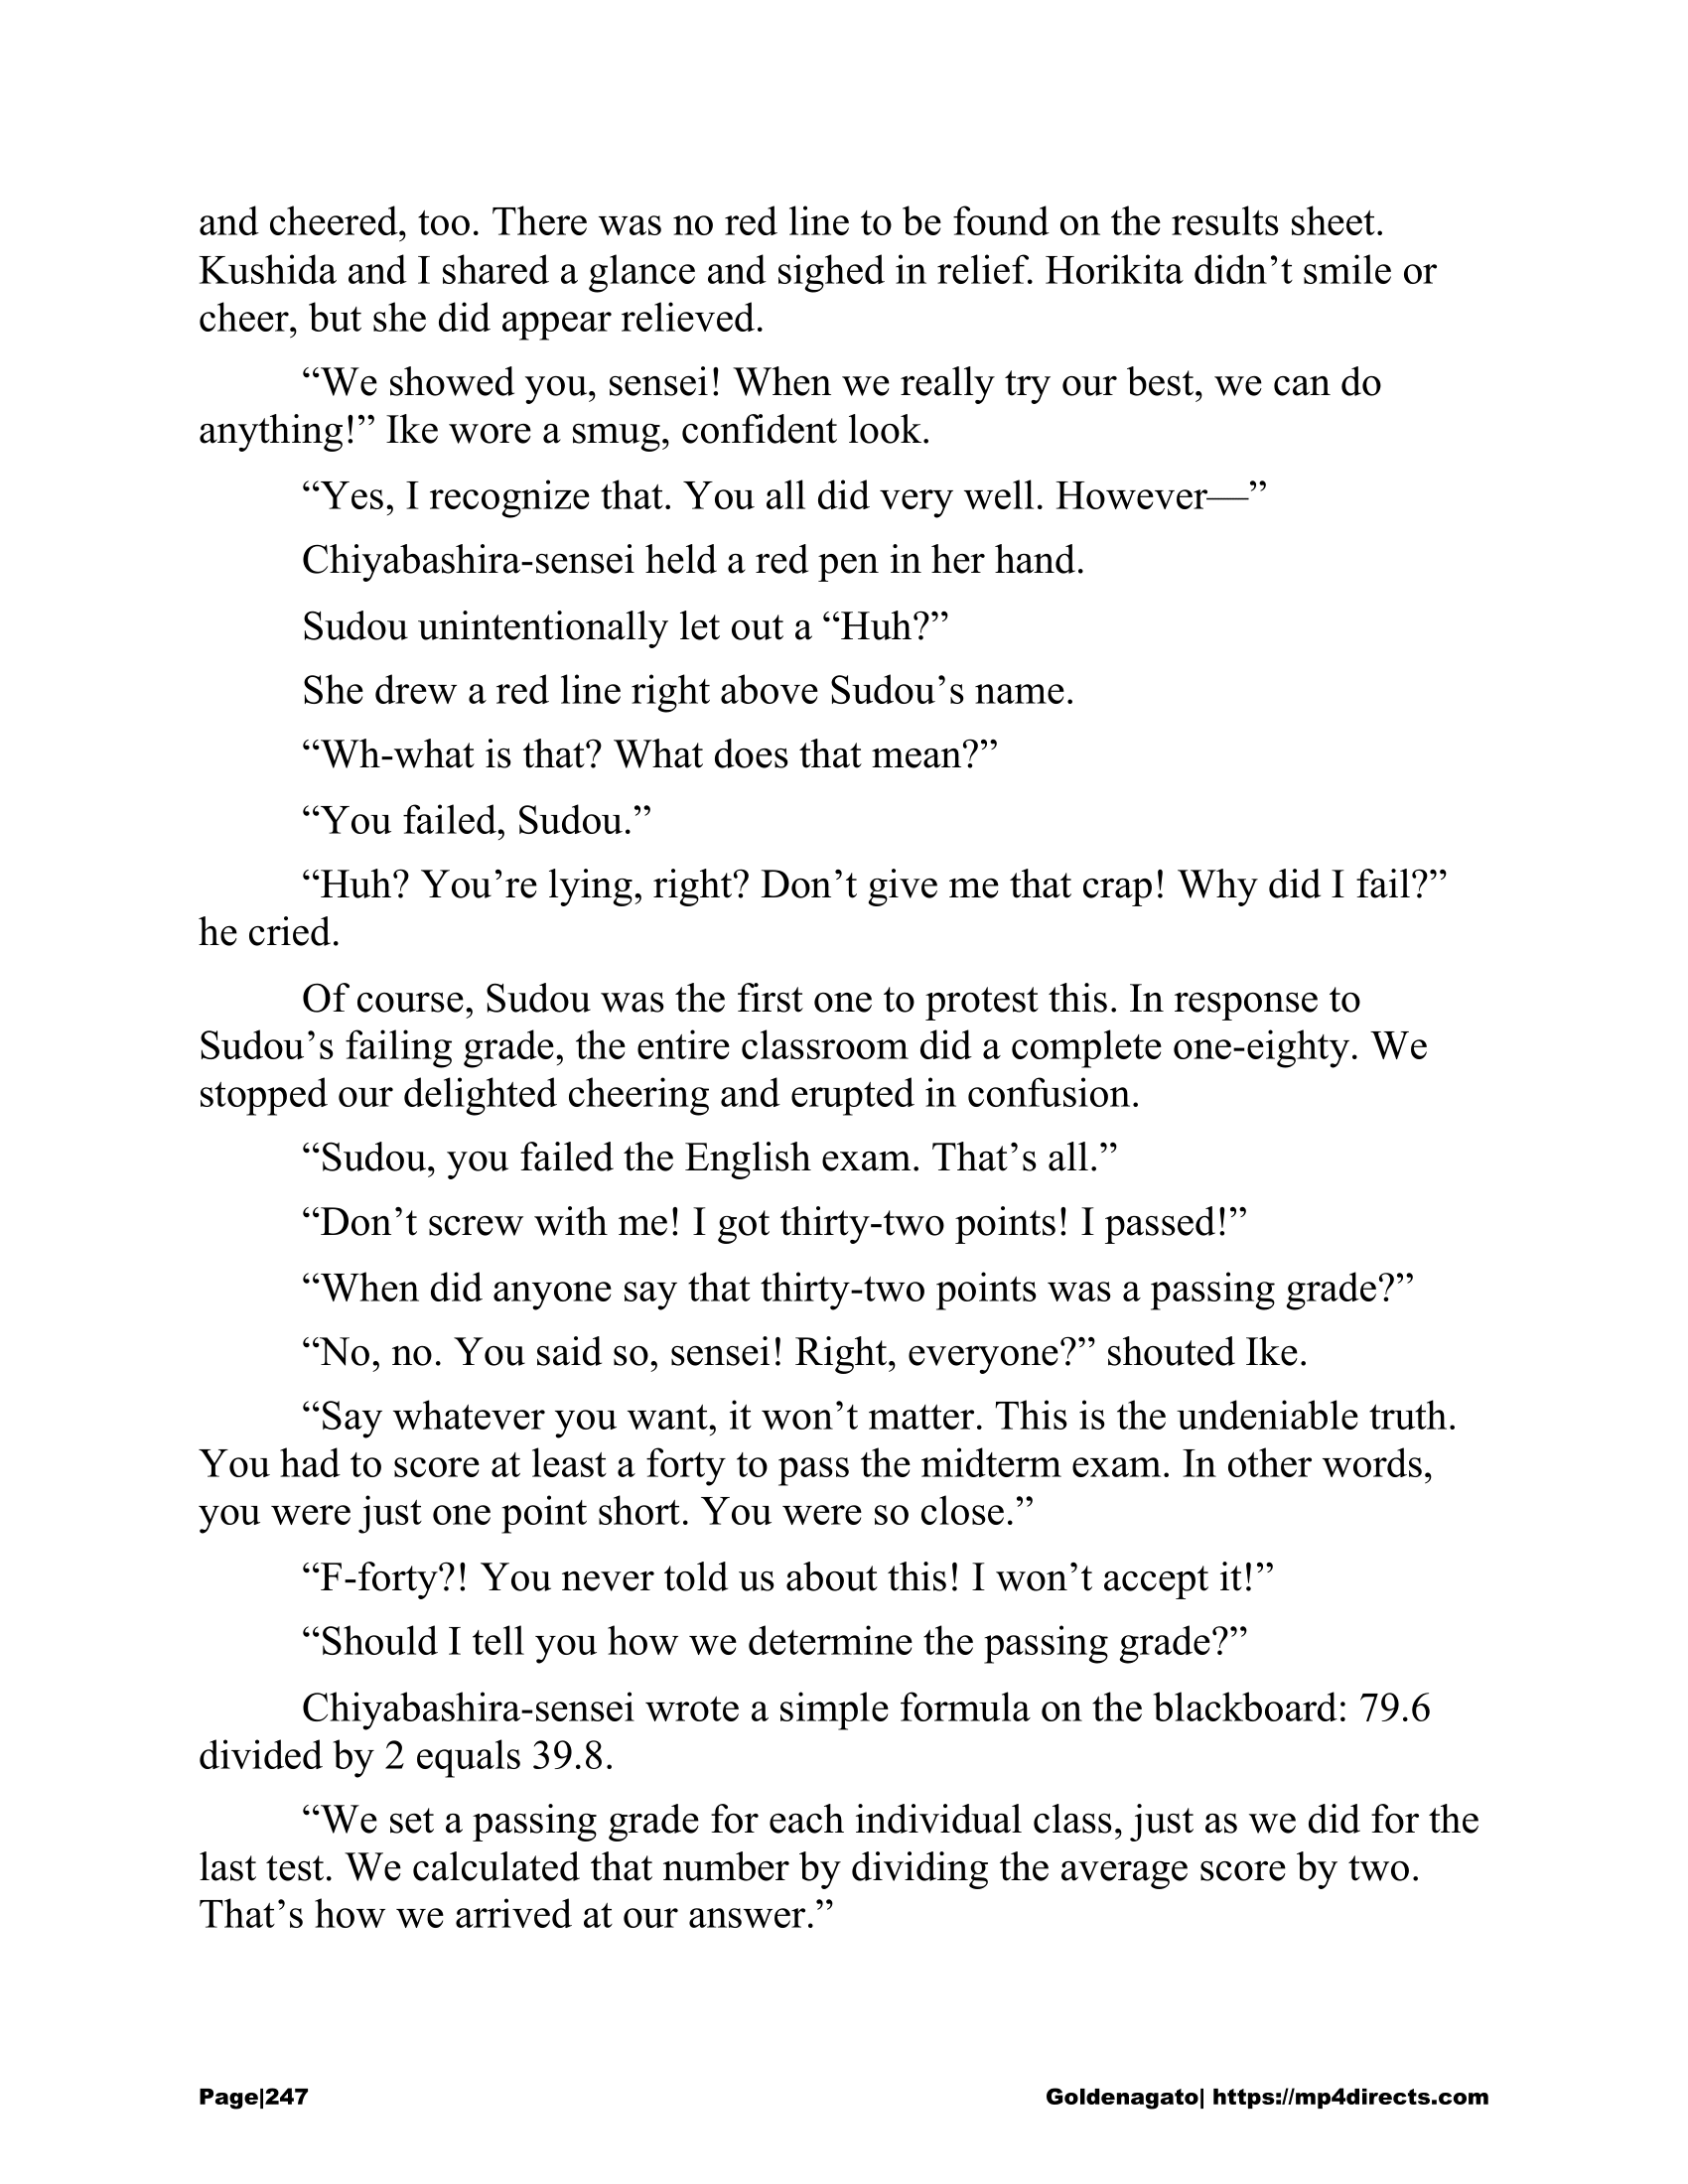 and cheered, too. There was no red line to be found on the results sheet.
Kushida and I shared a glance and sighed in relief. Horikita didn’t smile or
cheer, but she did appear relieved.
“We showed you, sensei! When we really try our best, we can do
anything!” Ike wore a smug, confident look.
“Yes, I recognize that. You all did very well. However—”
Chiyabashira-sensei held a red pen in her hand.
Sudou unintentionally let out a “Huh?”
She drew a red line right above Sudou’s name.
“Wh-what is that? What does that mean?”
“You failed, Sudou.”
“Huh? You’re lying, right? Don’t give me that crap! Why did I fail?”
he cried.
Of course, Sudou was the first one to protest this. In response to
Sudou’s failing grade, the entire classroom did a complete one-eighty. We
stopped our delighted cheering and erupted in confusion.
“Sudou, you failed the English exam. That’s all.”
“Don’t screw with me! I got thirty-two points! I passed!”
“When did anyone say that thirty-two points was a passing grade?”
“No, no. You said so, sensei! Right, everyone?” shouted Ike.
“Say whatever you want, it won’t matter. This is the undeniable truth.
You had to score at least a forty to pass the midterm exam. In other words,
you were just one point short. You were so close.”
“F-forty?! You never told us about this! I won’t accept it!”
“Should I tell you how we determine the passing grade?”
Chiyabashira-sensei wrote a simple formula on the blackboard: 79.6
divided by 2 equals 39.8.
“We set a passing grade for each individual class, just as we did for the
last test. We calculated that number by dividing the average score by two.
That’s how we arrived at our answer.”
Page|247 Goldenagato| https://mp4directs.com